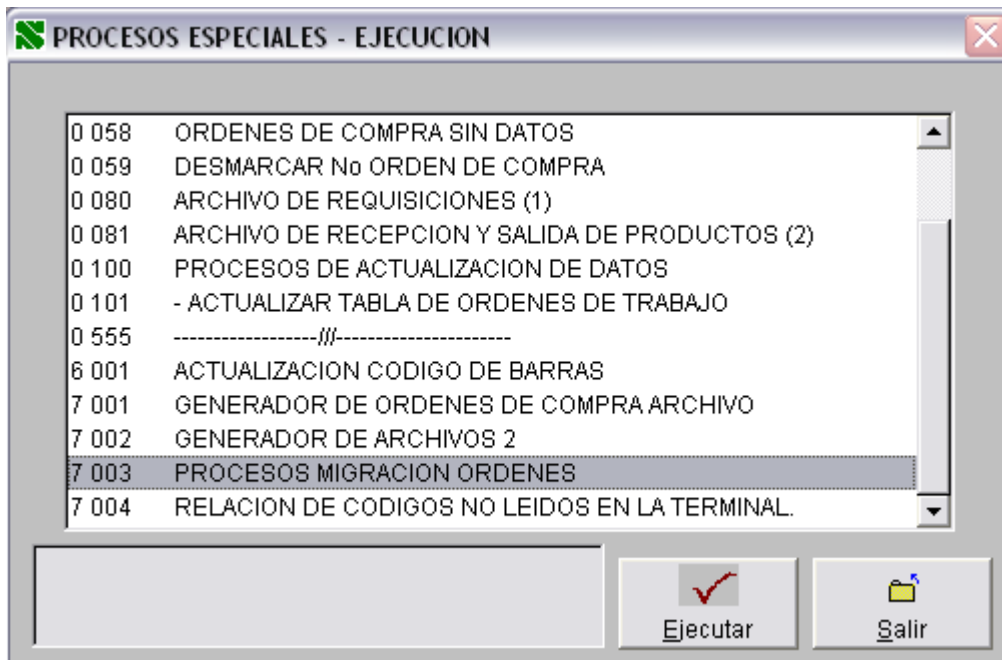 PROCESOS ESPECIALES - EJECUCION
0 058 ORDENES DE COMPRA SIN DATOS
0 059 DESMARCAR No ORDEN DE COMPRA
0 080 ARCHIVO DE REQUISICIONES (1)
0 081 ARCHIVO DE RECEPCION Y SALIDA DE PRODUCTOS (2)
0 100 PROCESOS DE ACTUALIZACION DE DATOS
0 101 - ACTUALIZAR TABLA DE ORDENES DE TRABAJO
0 555 -------------------///-----------------------
6 001 ACTUALIZACION CODIGO DE BARRAS
7 001 GENERADOR DE ORDENES DE COMPRA ARCHIVO
7 002 GENERADOR DE ARCHIVOS 2
7 003 PROCESOS MIGRACION ORDENES
7 004 RELACION DE CODIGOS NO LEIDOS EN LA TERMINAL.
Ejecutar Salir